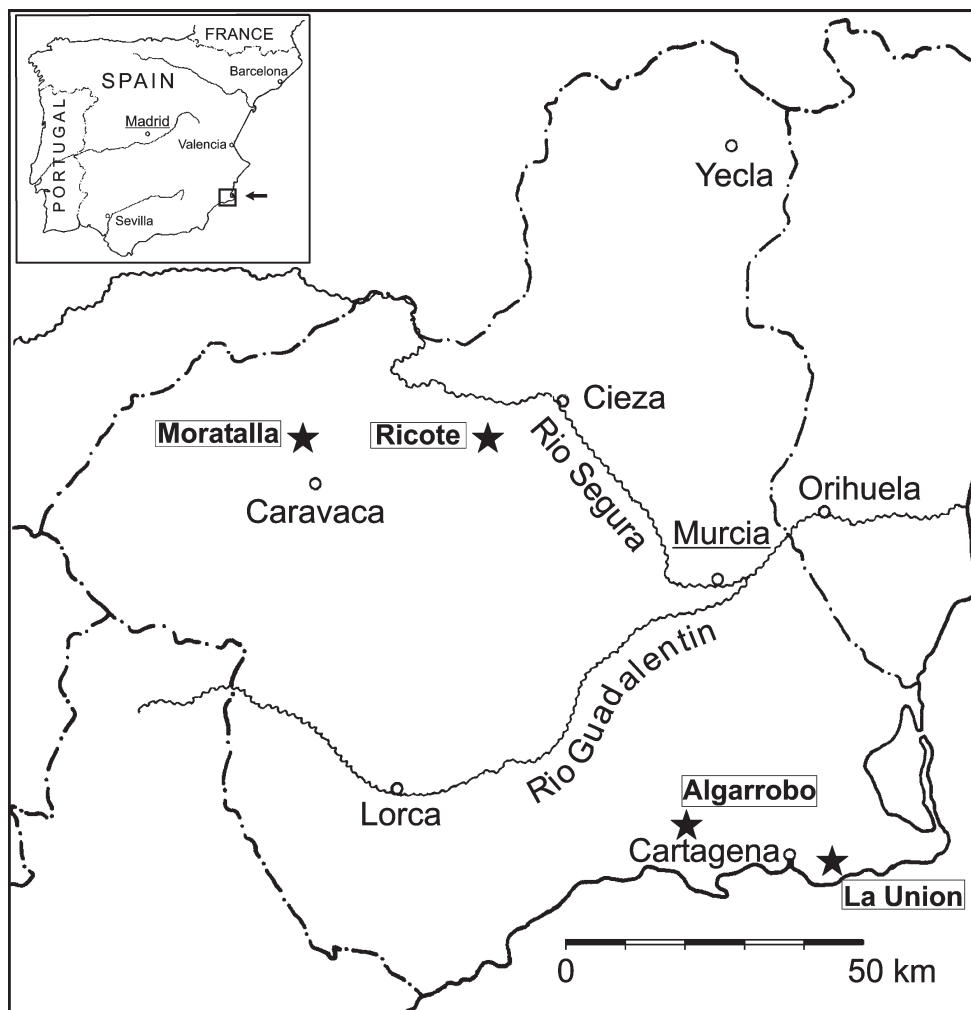 FRANCE
SPAIN
Barcelona
PORTUGAL
Madrid
Valencia
Sevilla
Yecla
Cieza
Moratalla
Ricote
Rio Segura
Caravaca
Orihuela
Murcia
Rio Guadalentin
Algarrobo
Lorca
Cartagena
La Union
0
50 km